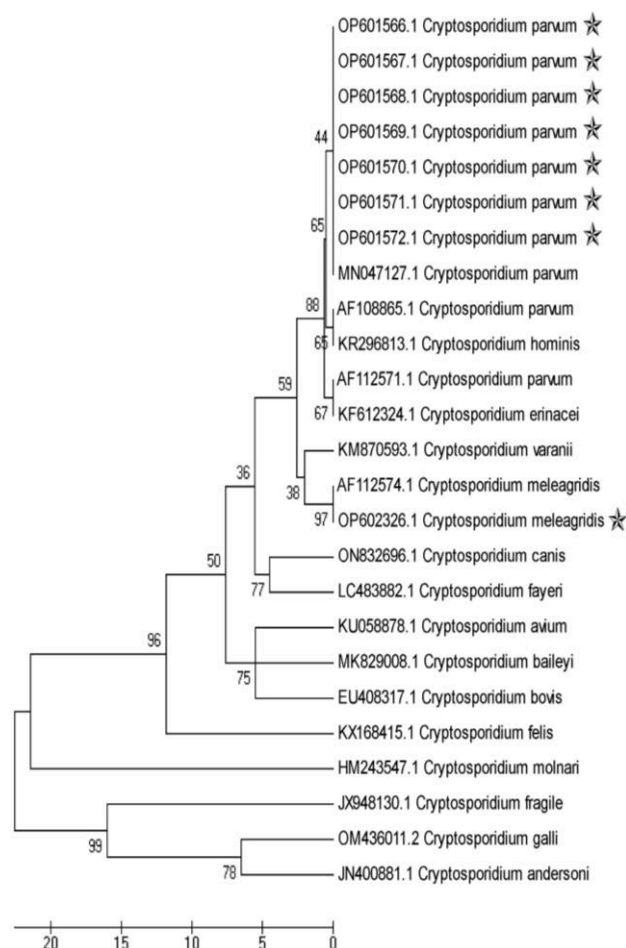 OP601566.1 Cryptosporidium parvum
OP601567.1 Cryptosporidium parvum
OP601568.1 Cryptosporidium parvum
OP601569.1 Cryptosporidium parvum
44
OP601570.1 Cryptosporidium parvum
OP601571.1 Cryptosporidium parvum
65
OP601572.1 Cryptosporidium parvum
MN047127.1 Cryptosporidium parvum
88
AF108865.1 Cryptosporidium parvum
65
KR296813.1 Cryptosporidium hominis
59
AF112571.1 Cryptosporidium parvum
67
KF612324.1 Cryptosporidium erinacei
KM870593.1 Cryptosporidium varanii
36
38
AF112574.1 Cryptosporidium meleagridis
97
OP602326.1 Cryptosporidium meleagridis
50
ON832696.1 Cryptosporidium canis
77
LC483882.1 Cryptosporidium fayeri
KU058878.1 Cryptosporidium avium
96
MK829008.1 Cryptosporidium baileyi
75
EU408317.1 Cryptosporidium bovis
KX168415.1 Cryptosporidium felis
HM243547.1 Cryptosporidium molnari
JX948130.1 Cryptosporidium fragile
99
OM436011.2 Cryptosporidium galli
78
JN400881.1 Cryptosporidium andersoni
20 15 10 5 0